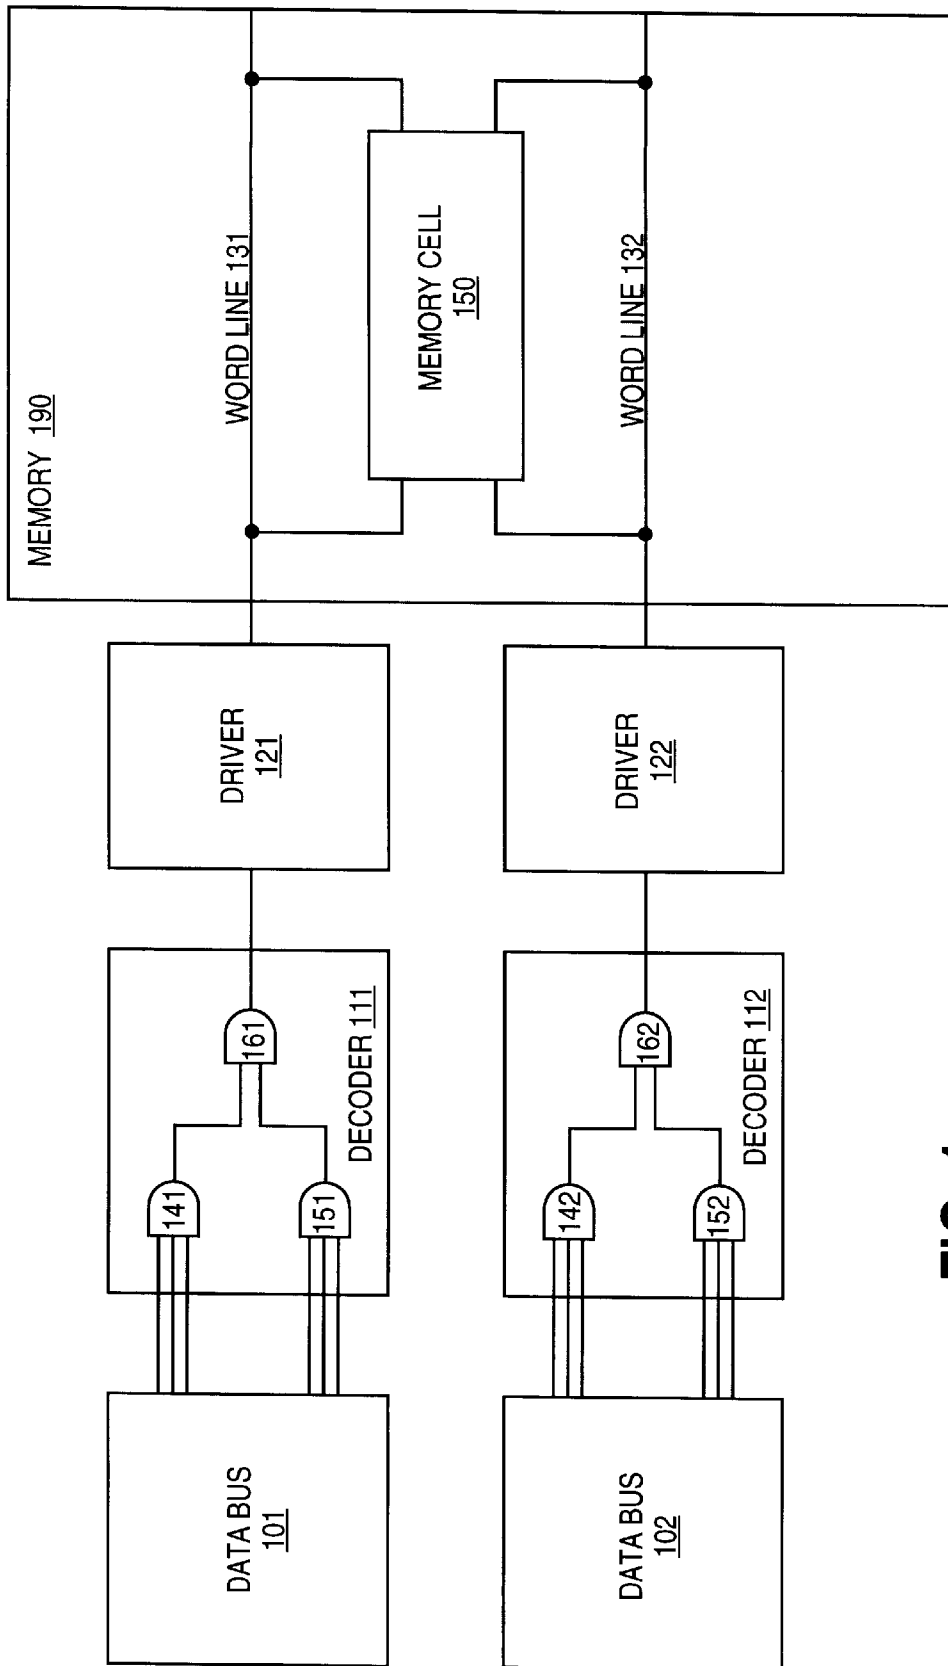 MEMORY 190
WORD LINE 131
MEMORY CELL
150
WORD LINE 132
DRIVER
121
DRIVER
122
161
141
151
DECODER 111
162
142
152
DECODER 112
DATA BUS
101
DATA BUS
102